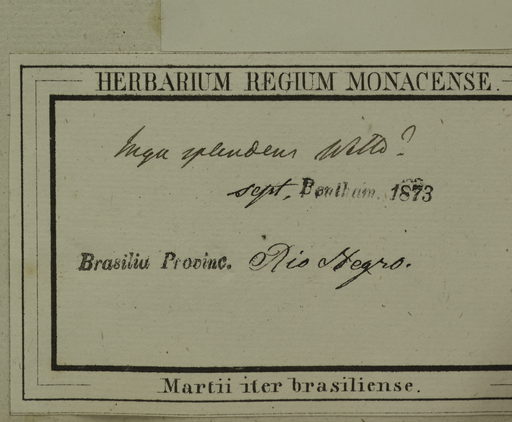 HERBARIUM REGIUM MONACENSE.
Inga splendens Willd?
sept. Bentham. 1873
Brasilia Provinc. Rio Negro.
Martii iter brasiliense.